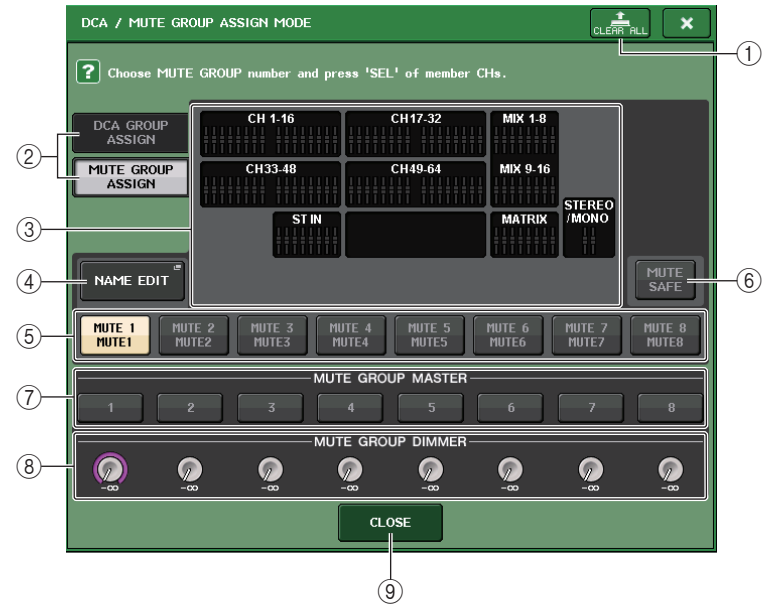 DCA / MUTE GROUP ASSIGN MODE
CLEAR ALL
×
①
? Choose MUTE GROUP number and press 'SEL' of member CHs.
②
DCA GROUP
ASSIGN
MUTE GROUP
ASSIGN
③
CH 1-16
CH17-32
MIX 1-8
CH33-48
CH49-64
MIX 9-16
ST IN
MATRIX
STEREO
/MONO
④
NAME EDIT
MUTE
SAFE
⑥
⑤
MUTE 1
MUTE1
MUTE 2
MUTE2
MUTE 3
MUTE3
MUTE 4
MUTE4
MUTE 5
MUTE5
MUTE 6
MUTE6
MUTE 7
MUTE7
MUTE 8
MUTE8
⑦
MUTE GROUP MASTER
1 2 3 4 5 6 7 8
⑧
MUTE GROUP DIMMER
-∞ -∞ -∞ -∞ -∞ -∞ -∞ -∞
CLOSE
⑨